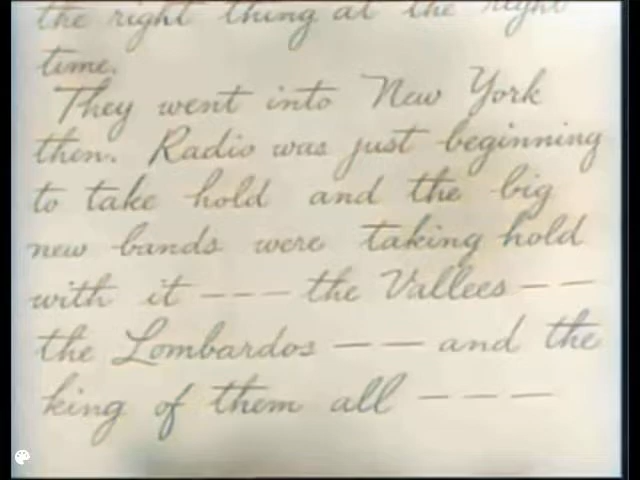 the right thing at the right
time.
They went into New York
then. Radio was just beginning
to take hold and the big
new bands were taking hold
with it --- the Vallees --
the Lombardos -- and the
king of them all ---